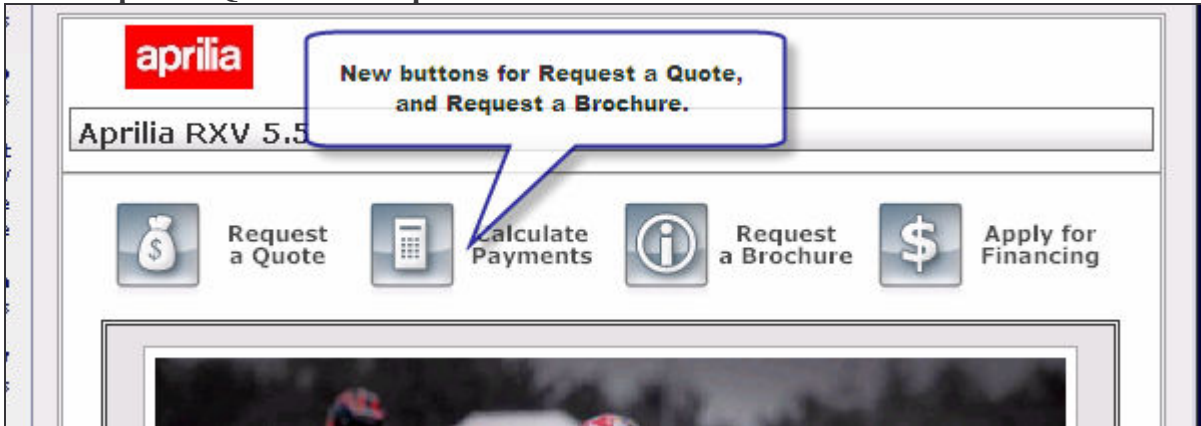 aprilia
New buttons for Request a Quote,
and Request a Brochure.
Aprilia RXV 5.5
Request
a Quote
Calculate
Payments
Request
a Brochure
Apply for
Financing